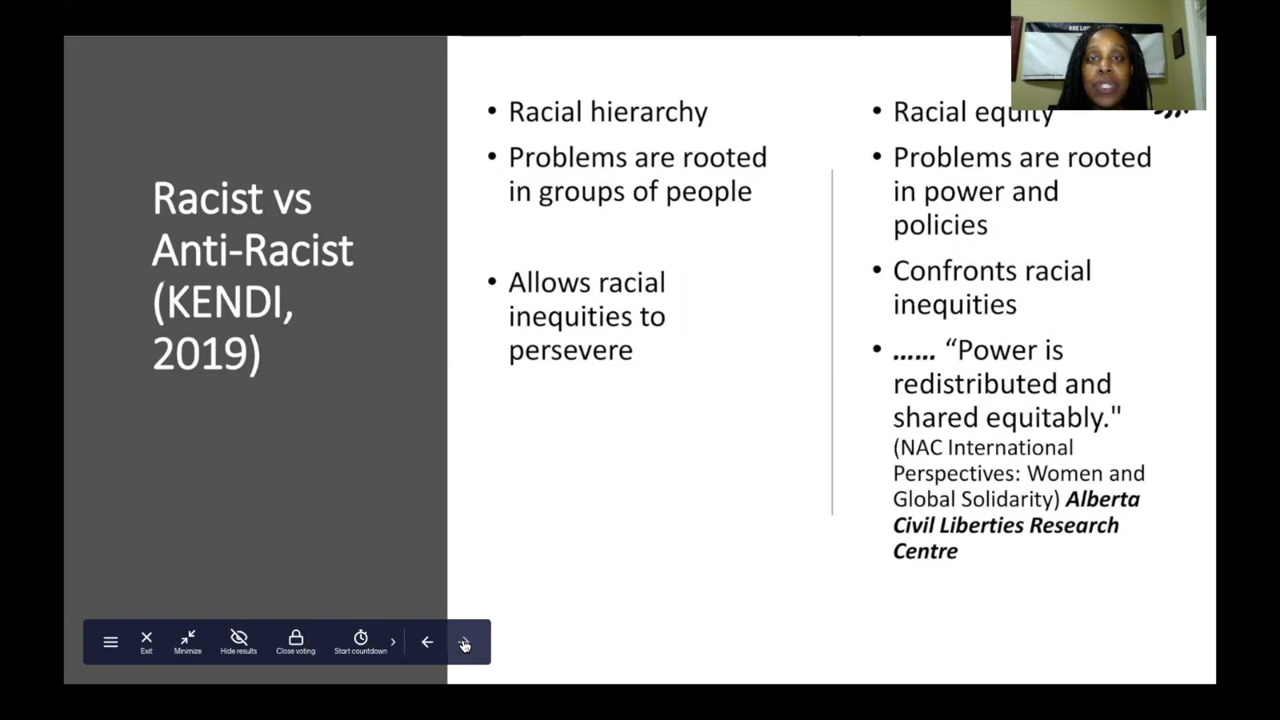 Racist vs
Anti-Racist
(KENDI,
2019)
• Racial hierarchy
• Problems are rooted
in groups of people
• Allows racial
inequities to
persevere
• Racial equity
• Problems are rooted
in power and
policies
• Confronts racial
inequities
• ...... “Power is
redistributed and
shared equitably."
(NAC International
Perspectives: Women and
Global Solidarity) Alberta
Civil Liberties Research
Centre
Exit
Minimize
Hide results
Close voting
Start countdown